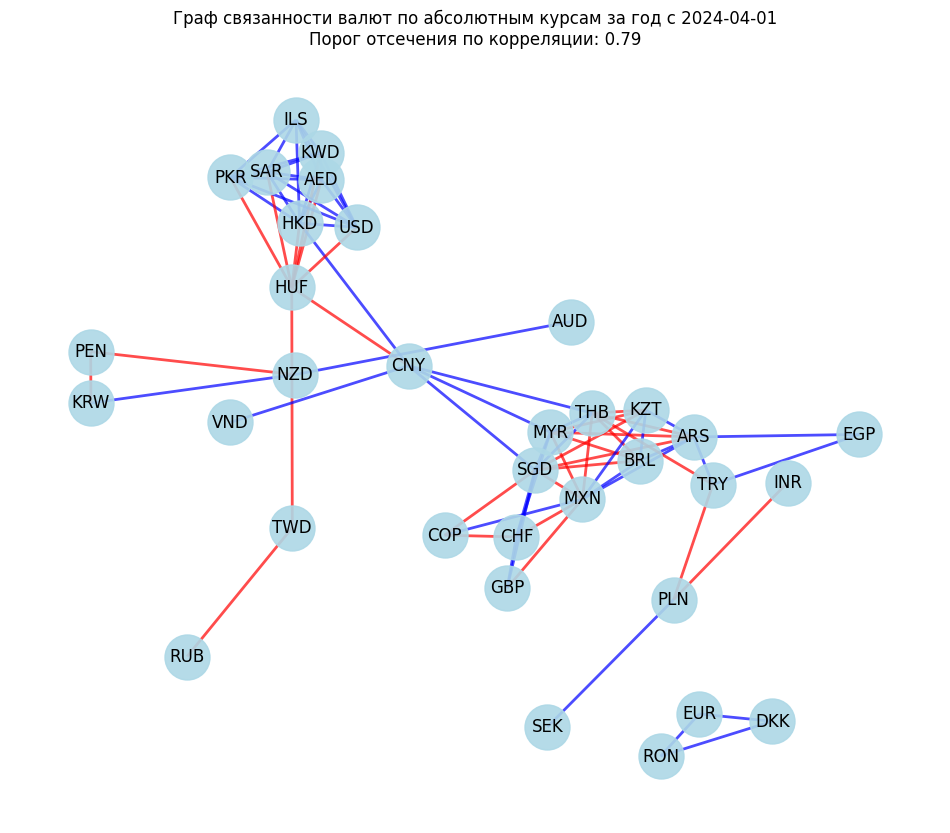 Граф связанности валют по абсолютным курсам за год с 2024-04-01
Порог отсечения по корреляции: 0.79
ILS
KWD
SAR
PKR
AED
HKD
USD
HUF
AUD
PEN
CNY
NZD
KRW
VND
THB
KZT
MYR
ARS
EGP
BRL
SGD
TRY
INR
MXN
TWD
COP
CHF
GBP
PLN
RUB
EUR
DKK
SEK
RON